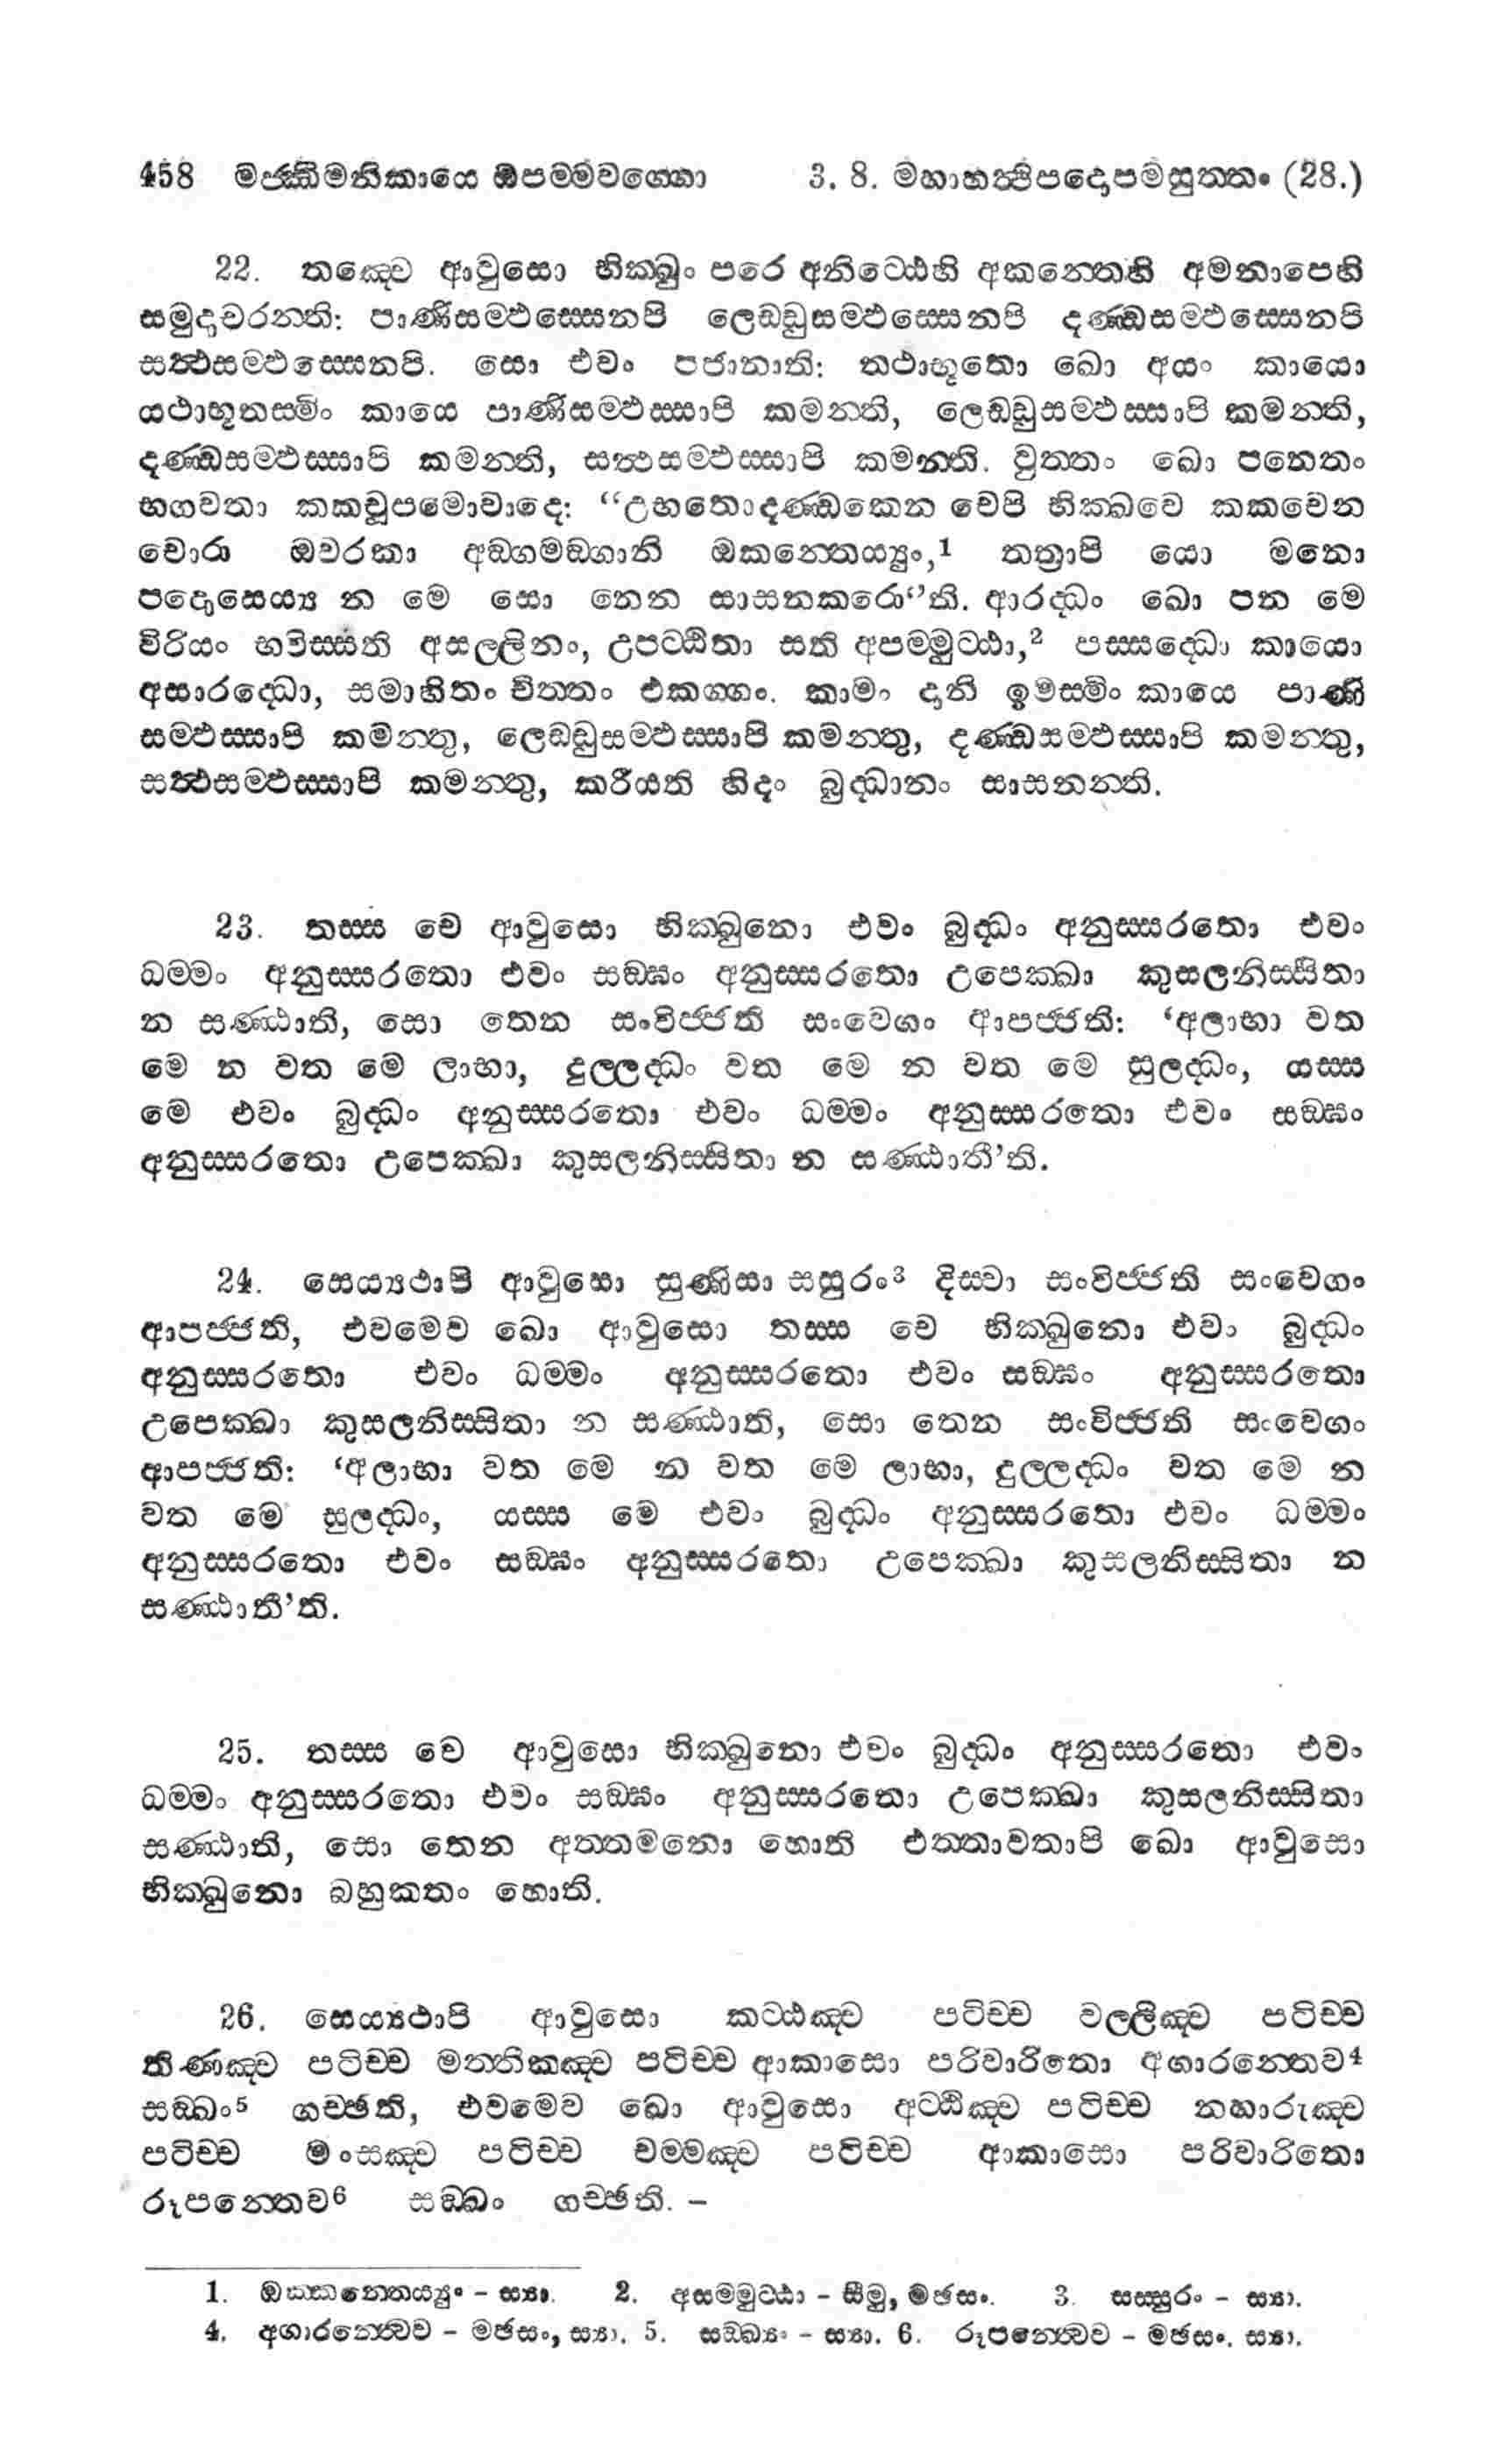 458 මජ්ඣිමනිකායෙ ඔපම්මවග්ගො 3. 8. මහාහත්ථිපදොපමසුත්තං (28.)
22. තඤ්චෙ ආවුසො භික්ඛුං පරෙ අනිට්ඨෙහි අකන්තෙහි අමනාපෙහි
සමුදාචරන්ති: පාණිසම්ඵස්සෙනපි ලෙඩ්ඩුසම්ඵස්සෙනපි දණ්ඩසම්ඵස්සෙනපි
සත්ථසම්ඵස්සෙනපි. සො එවං පජානාති: තථාභූතො ඛො අයං කායො
යථාභූතස්මිං කායෙ පාණිසම්ඵස්සාපි කමන්ති, ලෙඩ්ඩුසම්ඵස්සාපි කමන්ති,
දණ්ඩසම්ඵස්සාපි කමන්ති, සත්ථසම්ඵස්සාපි කමන්ති. වුත්තං ඛො පනෙතං
භගවතා කකචූපමොවාදෙ: “උභතොදණ්ඩකෙන චෙපි භික්ඛවෙ කකචෙන
චොරා ඔචරකා අඞ්ගමඞ්ගානි ඔකන්තෙය්‍යුං,1 තත්‍රාපි යො මනො
පදොසෙය්‍ය න මෙ සො තෙන සාසනකරො‘’ති. ආරද්ධං ඛො පන මෙ
විරියං භවිස්සති අසල්ලිනං, උපට්ඨිතා සති අපම්මුට්ඨා,2 පස්සද්ධො කායො
අසාරද්ධො, සමාහිතං චිත්තං එකග්ගං. කාමං දානි ඉමස්මිං කායෙ පාණි
සම්ඵස්සාපි කමන්තු, ලෙඩ්ඩුසම්ඵස්සාපි කමන්තු, දණ්ඩසම්ඵස්සාපි කමන්තු,
සත්ථසම්ඵස්සාපි කමන්තු, කරීයති හිදං බුද්ධානං සාසනන්ති.
23. තස්ස චෙ ආවුසො භික්ඛුනො එවං බුද්ධං අනුස්සරතො එවං
ධම්මං අනුස්සරතො එවං සඞ්ඝං අනුස්සරතො උපෙක්ඛා කුසලනිස්සිතා
න සණ්ඨාති, සො තෙන සංවිජ්ජති සංවෙගං ආපජ්ජති: ‘අලාභා වත
මෙ න වත මෙ ලාභා, දුල්ලද්ධං වත මෙ න වත මෙ සුලද්ධං, යස්ස
මෙ එවං බුද්ධං අනුස්සරතො එවං ධම්මං අනුස්සරතො එවං සඞ්ඝං
අනුස්සරතො උපෙක්ඛා කුසලනිස්සිතා න සණ්ඨාතී’ති.
24. සෙය්‍යථාපි ආවුසො සුණිසා සසුරං3 දිස්වා සංවිජ්ජති සංවෙගං
ආපජ්ජති, එවමෙව ඛො ආවුසො තස්ස චෙ භික්ඛුනො එවං බුද්ධං
අනුස්සරතො එවං ධම්මං අනුස්සරතො එවං සඞ්ඝං අනුස්සරතො
උපෙක්ඛා කුසලනිස්සිතා න සණ්ඨාති, සො තෙන සංවිජ්ජති සංවෙගං
ආපජ්ජති: ‘අලාභා වත මෙ න වත මෙ ලාභා, දුල්ලද්ධං වත මෙ න
වත මෙ සුලද්ධං, යස්ස මෙ එවං බුද්ධං අනුස්සරතො එවං ධම්මං
අනුස්සරතො එවං සඞ්ඝං අනුස්සරතො උපෙක්ඛා කුසලනිස්සිතා න
සණ්ඨාතී’ති.
25. තස්ස චෙ ආවුසො භික්ඛුනො එවං බුද්ධං අනුස්සරතො එවං
ධම්මං අනුස්සරතො එවං සඞ්ඝං අනුස්සරතො උපෙක්ඛා කුසලනිස්සිතා
සණ්ඨාති, සො තෙන අත්තමනො හොති එත්තාවතාපි ඛො ආවුසො
භික්ඛුනො බහුකතං හොති.
26. සෙය්‍යථාපි ආවුසො කට්ඨඤ්ච පටිච්ච වල්ලිඤ්ච පටිච්ච
තිණඤ්ච පටිච්ච මත්තිකඤ්ච පටිච්ච ආකාසො පරිවාරිතො අගාරන්තෙව4
සඞ්ඛං5 ගච්ඡති, එවමෙව ඛො ආවුසො අට්ඨිඤ්ච පටිච්ච නහාරුඤ්ච
පටිච්ච මංසඤ්ච පටිච්ච චම්මඤ්ච පටිච්ච ආකාසො පරිවාරිතො
රූපන්තෙව6 සඞ්ඛං ගච්ඡති. –
1. ඔක්කන්තෙය්‍යුං – ස්‍යා. 2. අසම්මුට්ඨා – සීමු, මඡසං. 3. සස්සුරං – ස්‍යා.
4. අගාරන්ත්‍වෙව – මඡසං, ස්‍යා. 5. සඞ්ඛ්‍යං – ස්‍යා. 6. රූපන්ත්‍වෙව – මඡසං. ස්‍යා.